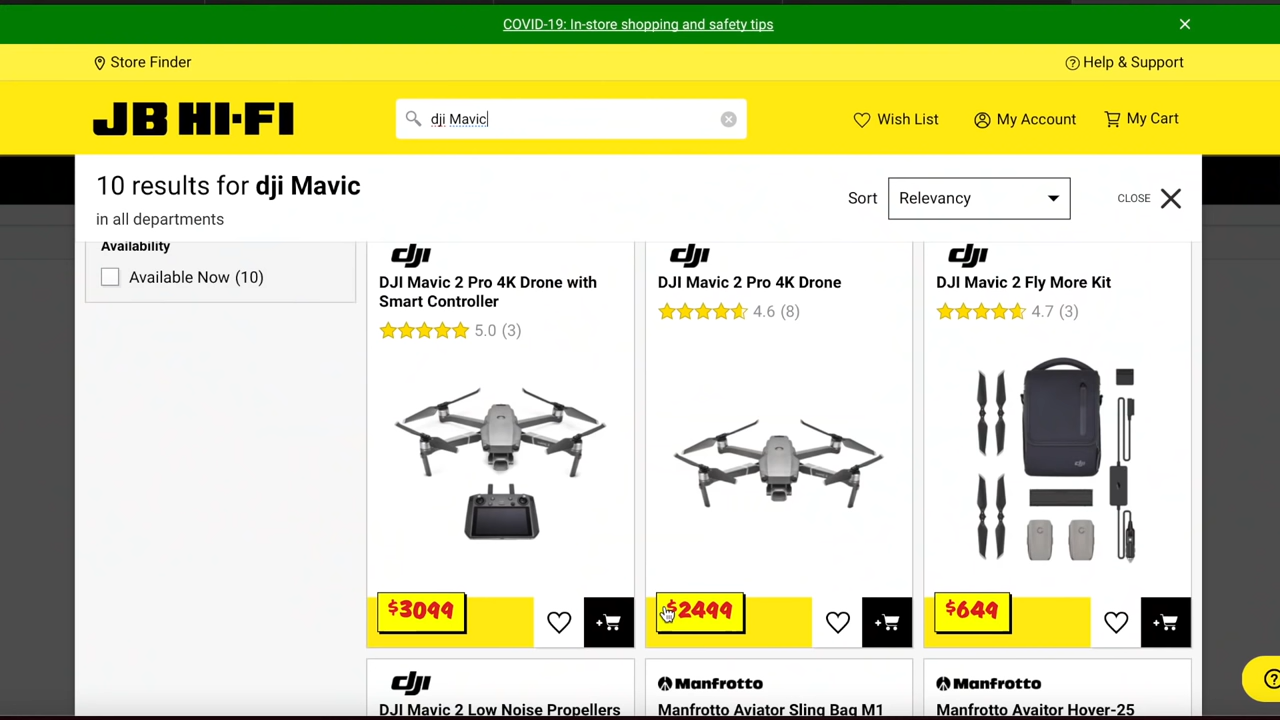 COVID-19: In-store shopping and safety tips
Store Finder
Help & Support
JB HI-FI
dji Mavic
Wish List
My Account
My Cart
10 results for dji Mavic
in all departments
Sort
Relevancy
CLOSE
Availability
Available Now (10)
dji
DJI Mavic 2 Pro 4K Drone with
Smart Controller
5.0 (3)
$3099
dji
DJI Mavic 2 Pro 4K Drone
4.6 (8)
$2499
dji
DJI Mavic 2 Fly More Kit
4.7 (3)
$649
dji
DJI Mavic 2 Low Noise Propellers
Manfrotto
Manfrotto Aviator Sling Bag M1
Manfrotto
Manfrotto Avaitor Hover-25